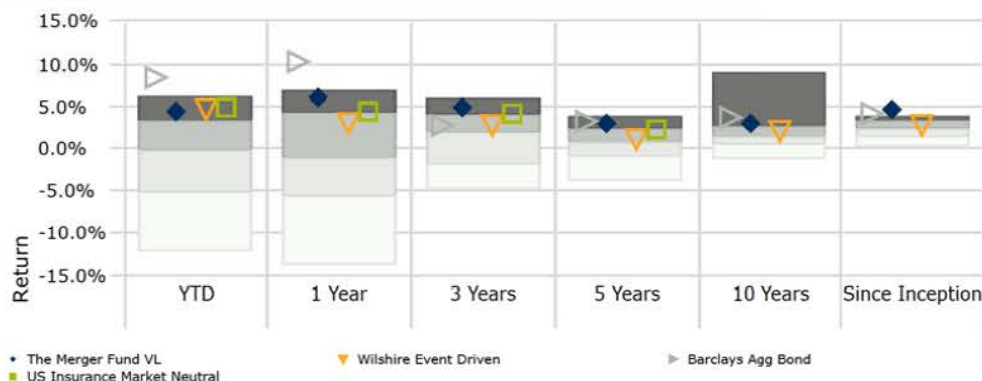 15.0%
10.0%
5.0%
0.0%
-5.0%
-10.0%
-15.0%
Return
YTD 1 Year 3 Years 5 Years 10 Years Since Inception
The Merger Fund VL Wilshire Event Driven Barclays Agg Bond
US Insurance Market Neutral